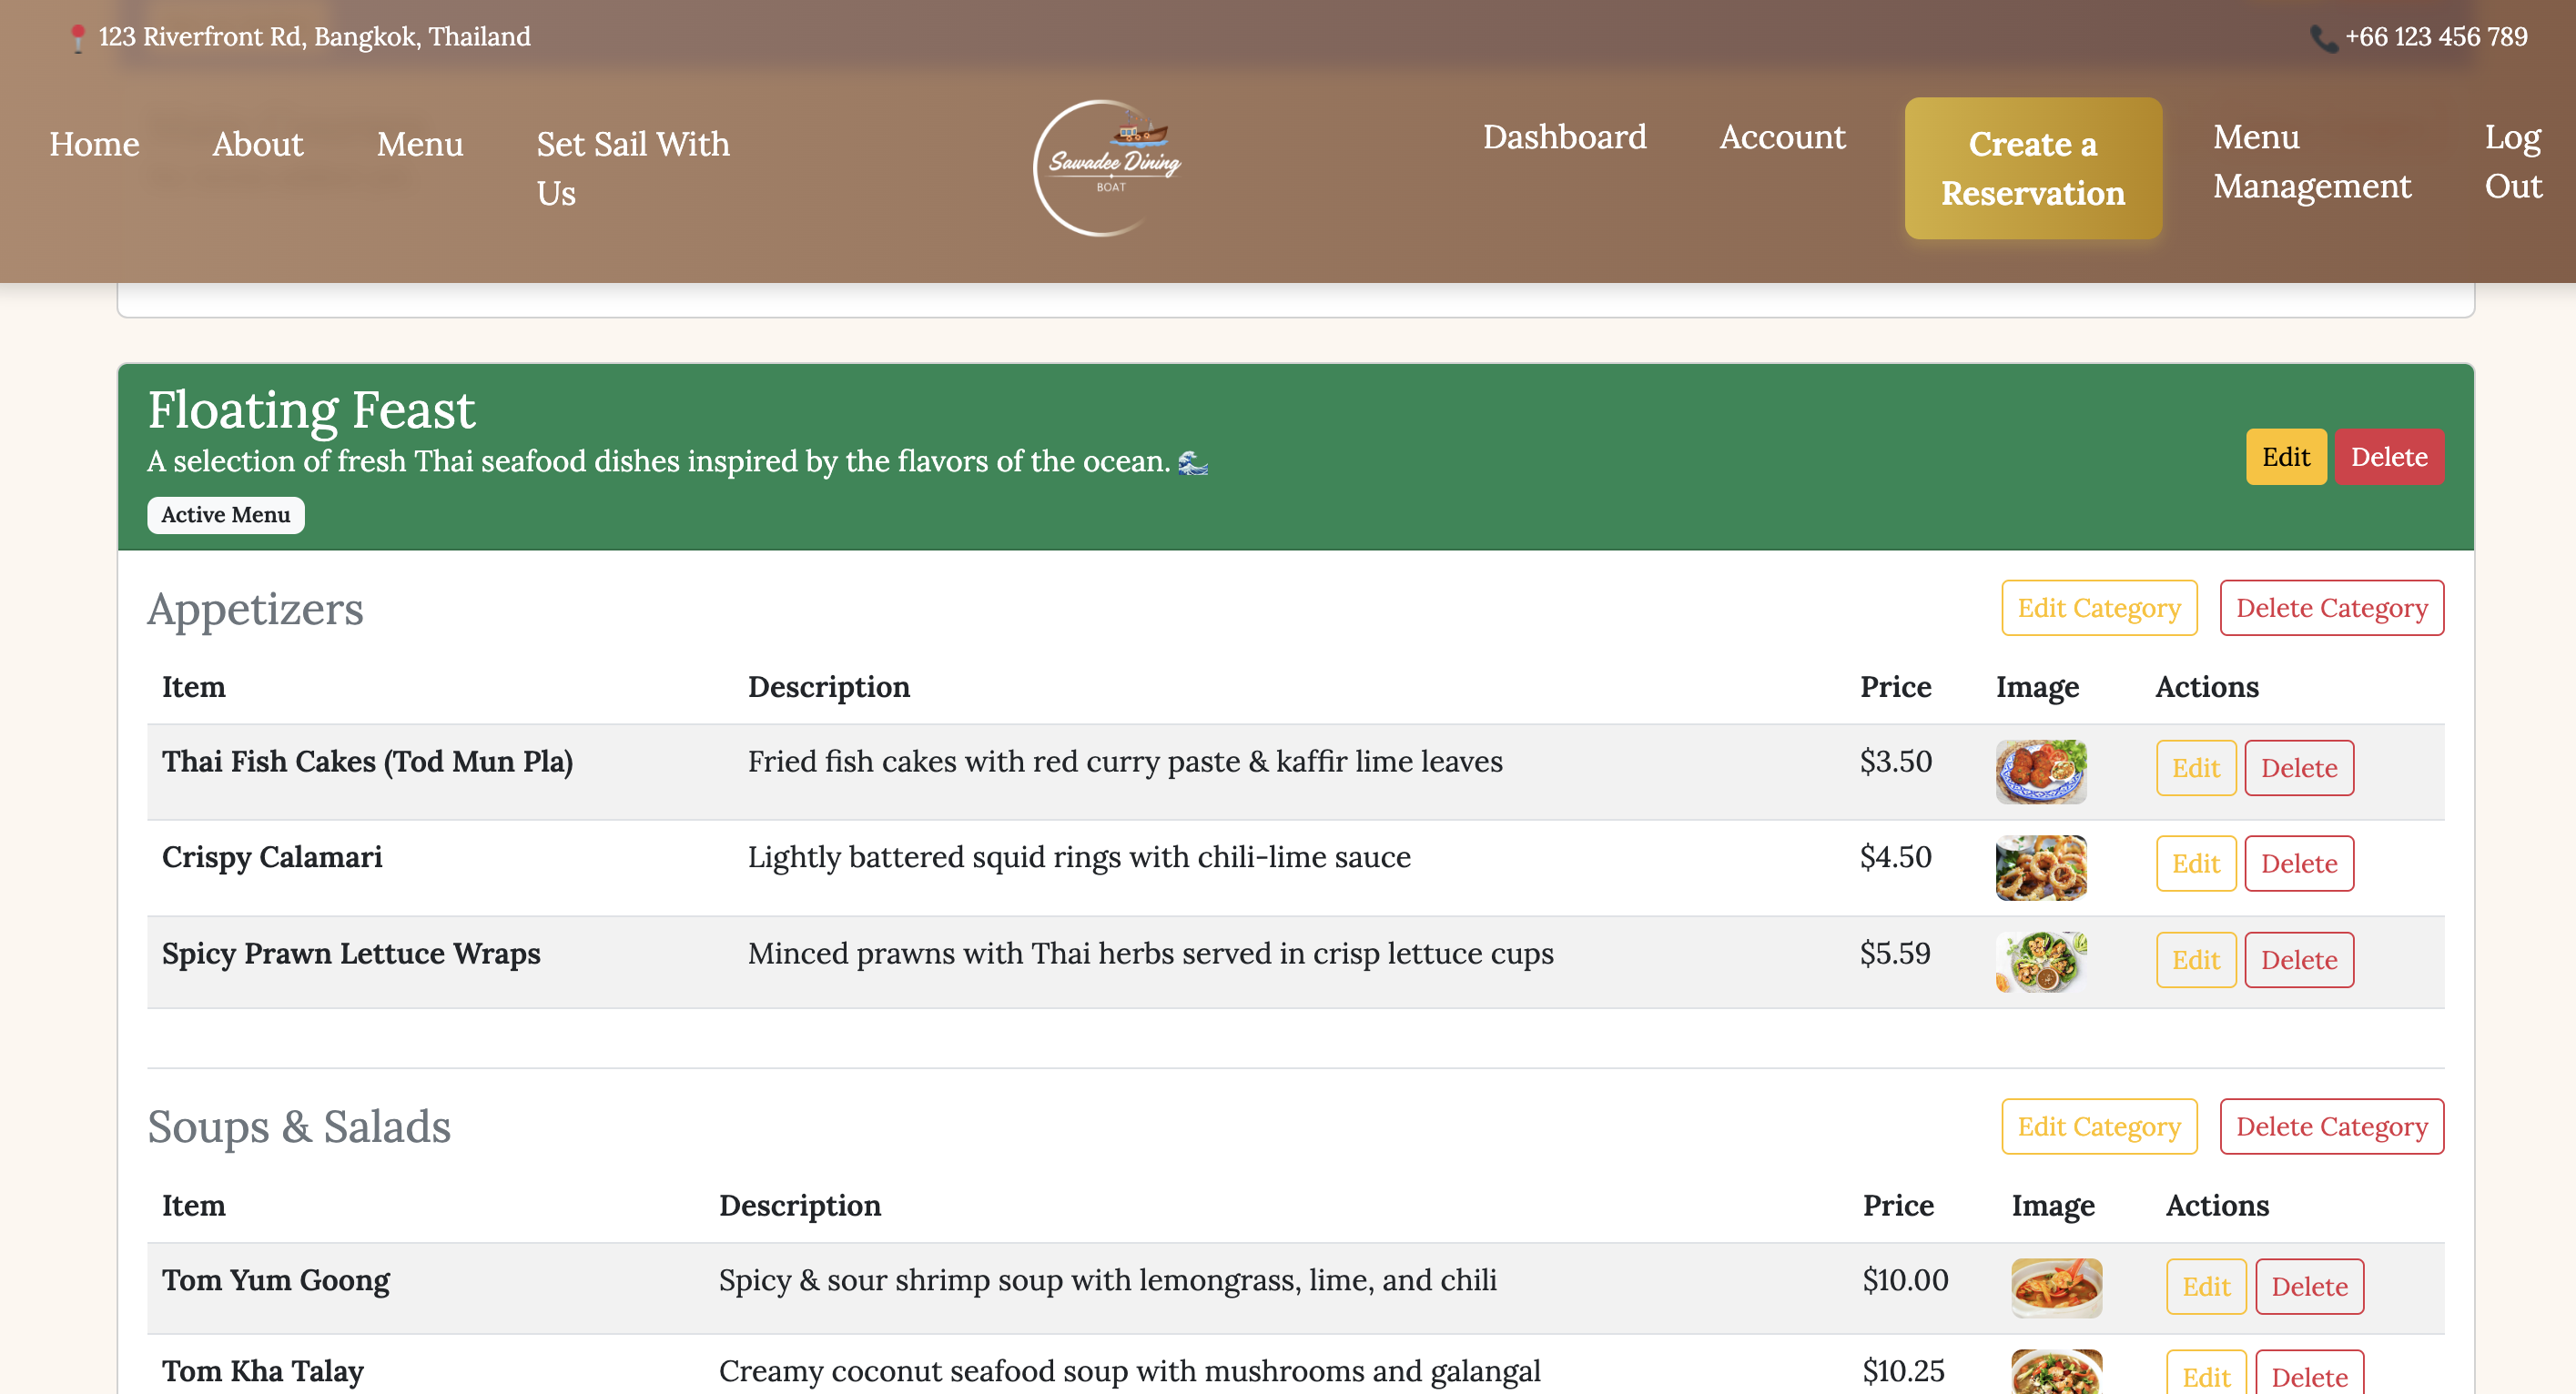 📍 123 Riverfront Rd, Bangkok, Thailand
📞 +66 123 456 789
Home
About
Menu
Set Sail With
Us
Sawadee Dining
BOAT
Dashboard
Account
Create a
Reservation
Menu
Management
Log
Out
Floating Feast
A selection of fresh Thai seafood dishes inspired by the flavors of the ocean. 🌊
Active Menu
Edit
Delete
Appetizers
Edit Category
Delete Category
Item Description Price Image Actions
Thai Fish Cakes (Tod Mun Pla) Fried fish cakes with red curry paste & kaffir lime leaves $3.50 Edit Delete
Crispy Calamari Lightly battered squid rings with chili-lime sauce $4.50 Edit Delete
Spicy Prawn Lettuce Wraps Minced prawns with Thai herbs served in crisp lettuce cups $5.59 Edit Delete
Soups & Salads
Edit Category
Delete Category
Item Description Price Image Actions
Tom Yum Goong Spicy & sour shrimp soup with lemongrass, lime, and chili $10.00 Edit Delete
Tom Kha Talay Creamy coconut seafood soup with mushrooms and galangal $10.25 Edit Delete